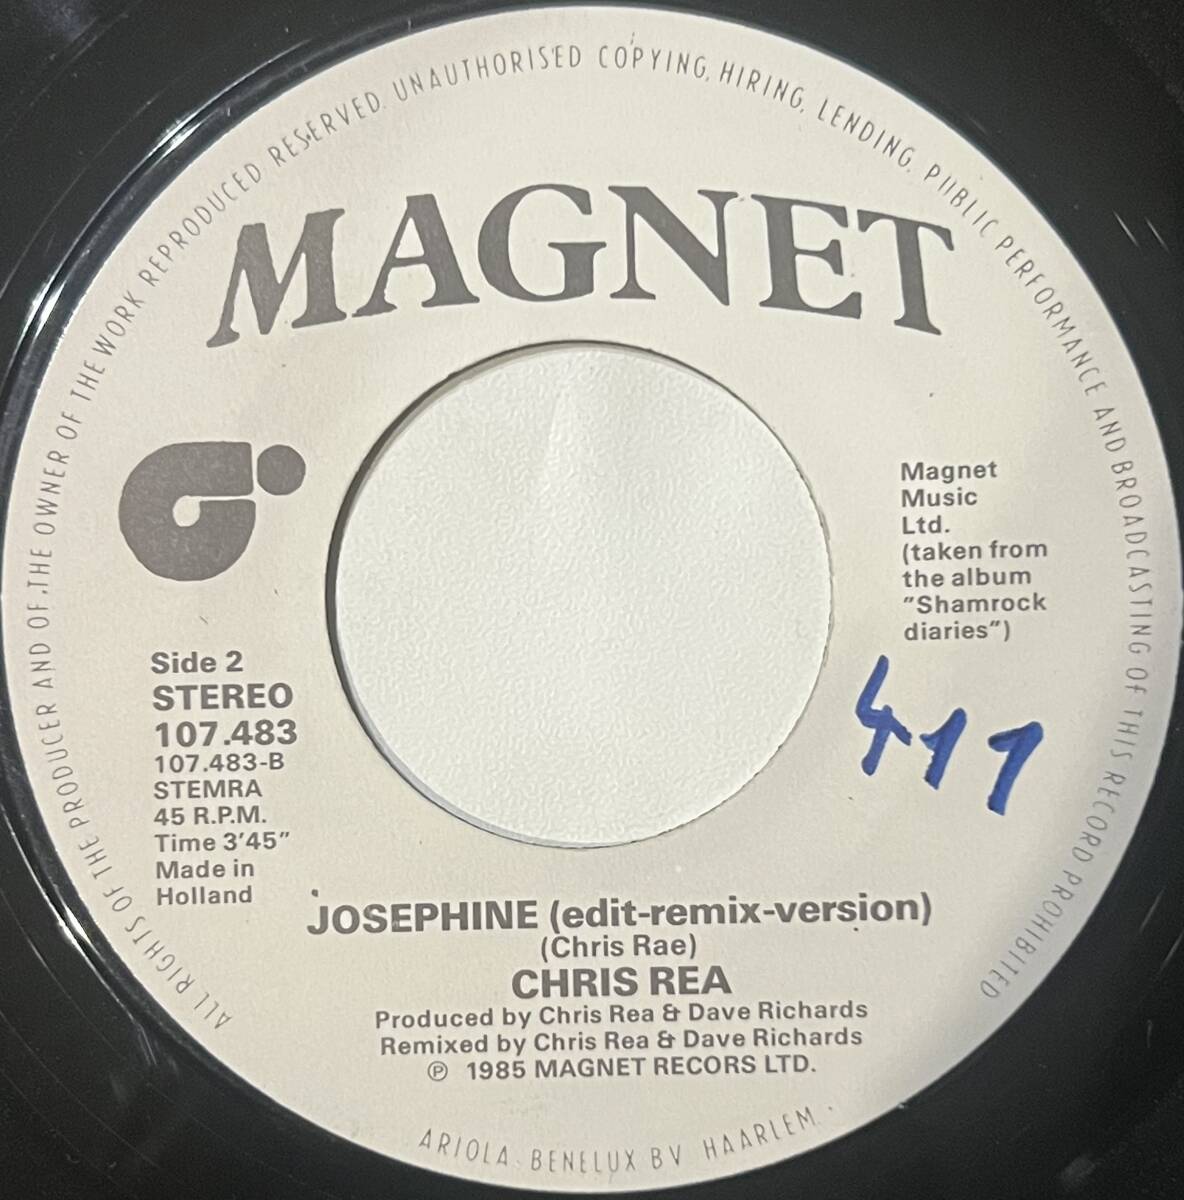 ALL RIGHTS OF THE PRODUCER AND OF THE OWNER OF THE WORK REPRODUCED RESERVED. UNAUTHORISED COPYING, HIRING, LENDING, PUBLIC PERFORMANCE AND BROADCASTING OF THIS RECORD PROHIBITED
MAGNET
Magnet
Music
Ltd.
(taken from
the album
"Shamrock
diaries")
411
Side 2
STEREO
107.483
107.483-B
STEMRA
45 R.P.M.
Time 3'45"
Made in
Holland
JOSEPHINE (edit-remix-version)
(Chris Rae)
CHRIS REA
Produced by Chris Rea & Dave Richards
Remixed by Chris Rea & Dave Richards
℗ 1985 MAGNET RECORS LTD.
ARIOLA BENELUX BV HAARLEM